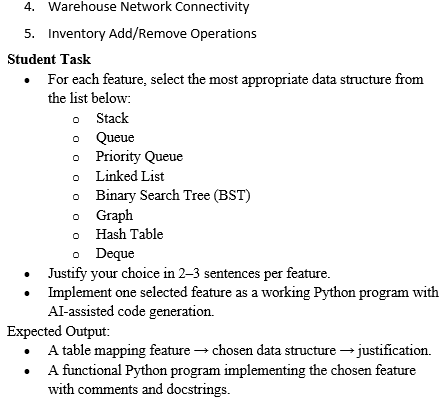 4. Warehouse Network Connectivity
5. Inventory Add/Remove Operations
Student Task
• For each feature, select the most appropriate data structure from
the list below:
o Stack
o Queue
o Priority Queue
o Linked List
o Binary Search Tree (BST)
o Graph
o Hash Table
o Deque
• Justify your choice in 2–3 sentences per feature.
• Implement one selected feature as a working Python program with
AI-assisted code generation.
Expected Output:
• A table mapping feature → chosen data structure → justification.
• A functional Python program implementing the chosen feature
with comments and docstrings.